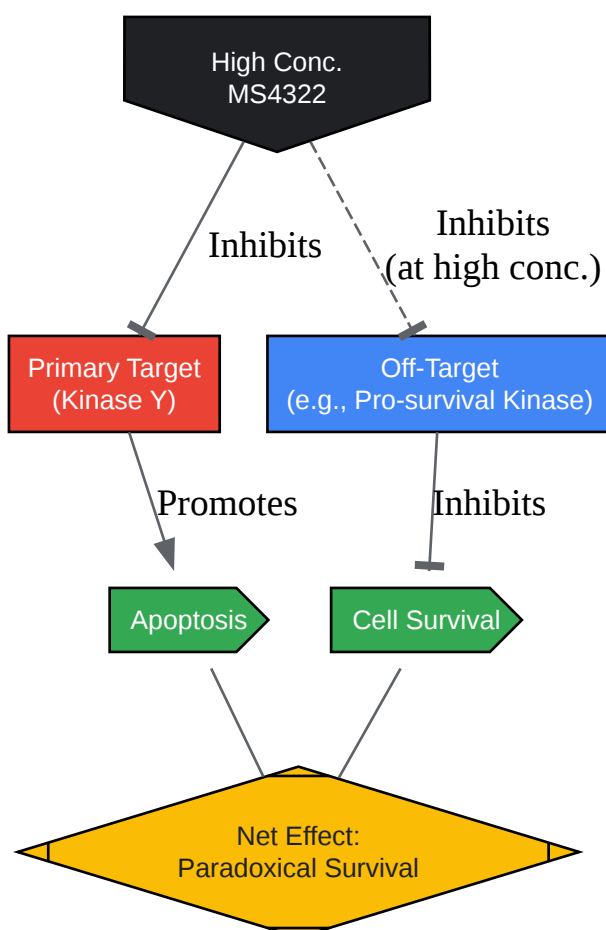 High Conc.
MS4322
Inhibits
Inhibits
(at high conc.)
Primary Target
(Kinase Y)
Off-Target
(e.g., Pro-survival Kinase)
Promotes
Inhibits
Apoptosis
Cell Survival
Net Effect:
Paradoxical Survival